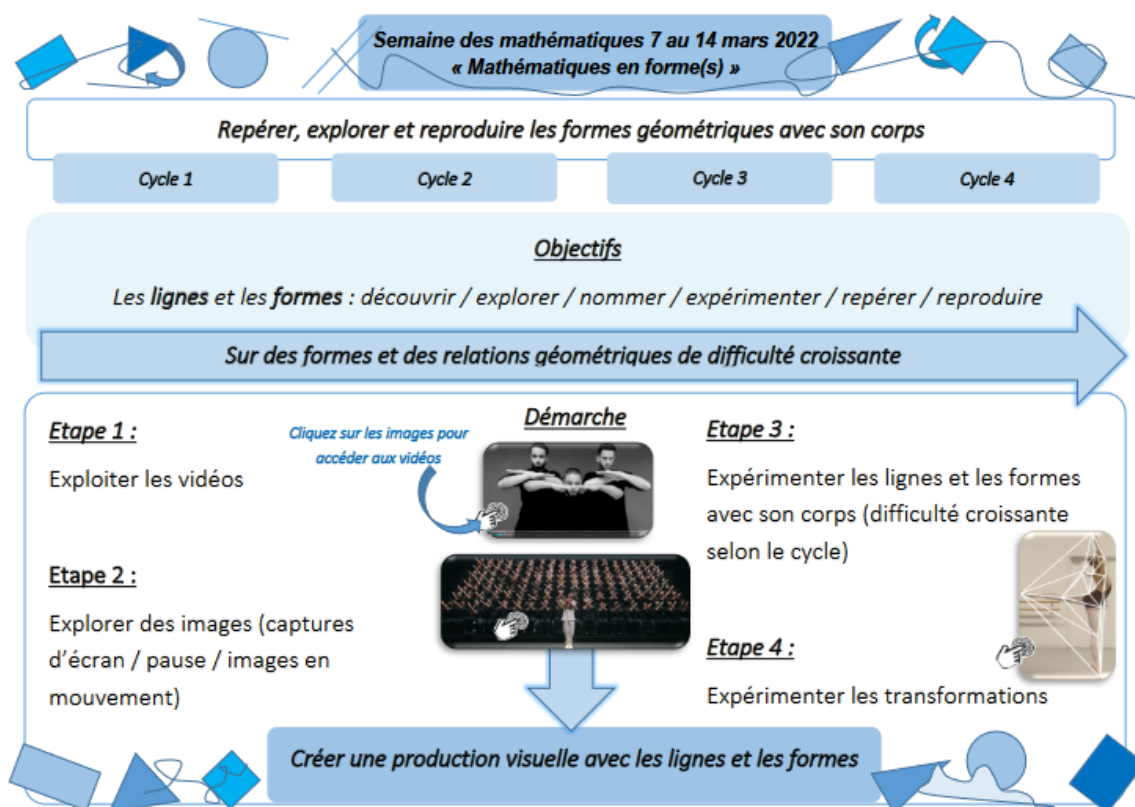 Semaine des mathématiques 7 au 14 mars 2022
« Mathématiques en forme(s) »
Repérer, explorer et reproduire les formes géométriques avec son corps
Cycle 1
Cycle 2
Cycle 3
Cycle 4
Objectifs
Les lignes et les formes : découvrir / explorer / nommer / expérimenter / repérer / reproduire
Sur des formes et des relations géométriques de difficulté croissante
Démarche
Etape 1 :
Exploiter les vidéos
Cliquez sur les images pour
accéder aux vidéos
Etape 2 :
Explorer des images (captures
d'écran / pause / images en
mouvement)
Etape 3 :
Expérimenter les lignes et les formes
avec son corps (difficulté croissante
selon le cycle)
Etape 4 :
Expérimenter les transformations
Créer une production visuelle avec les lignes et les formes